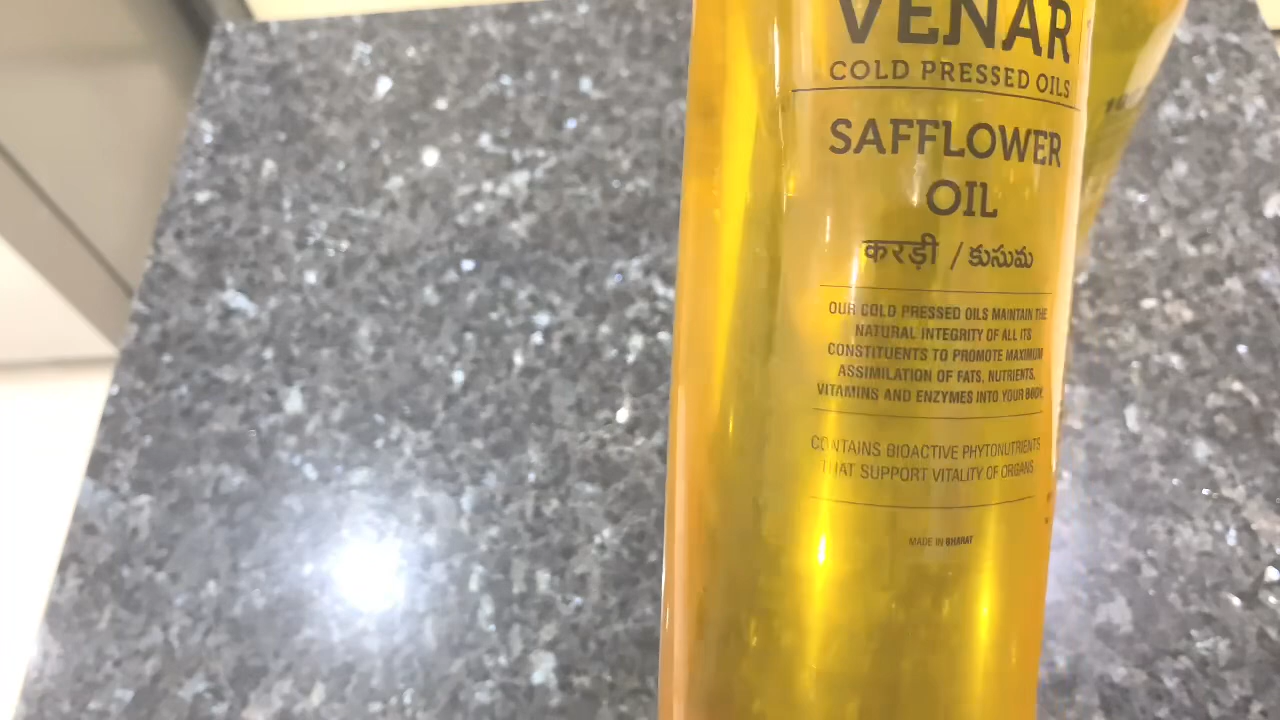 VENAR
COLD PRESSED OILS
SAFFLOWER
OIL
करड़ी / కుసుమ
OUR COLD PRESSED OILS MAINTAIN THE
NATURAL INTEGRITY OF ALL ITS
CONSTITUENTS TO PROMOTE MAXIMUM
ASSIMILATION OF FATS, NUTRIENTS,
VITAMINS AND ENZYMES INTO YOUR BODY.
CONTAINS BIOACTIVE PHYTONUTRIENTS
THAT SUPPORT VITALITY OF ORGANS
MADE IN BHARAT